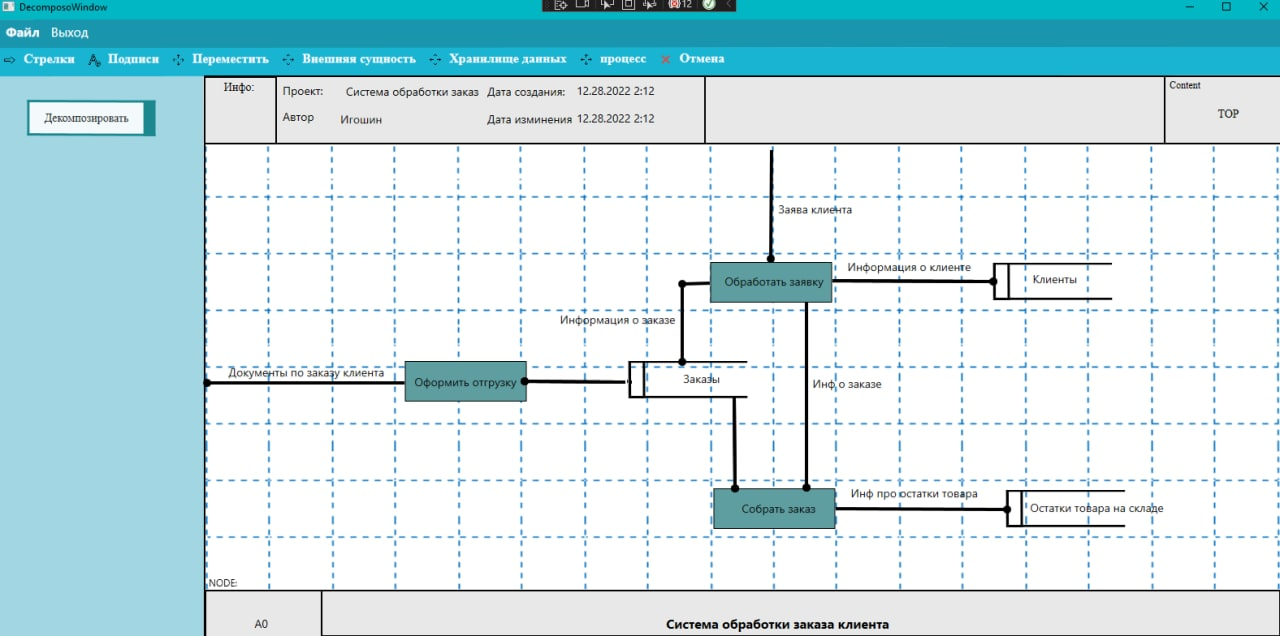 DecomposoWindow
12
Файл Выход
Стрелки Подписи Переместить Внешняя сущность Хранилище данных процесс Отмена
Декомпозировать
Инфо:
Проект: Система обработки заказ Дата создания: 12.28.2022 2:12
Автор Игошин Дата изминения 12.28.2022 2:12
Content
TOP
Заява клиента
Информация о клиенте
Обработать заявку
Клиенты
Информация о заказе
Документы по заказу клиента
Оформить отгрузку
Заказы
Инф о заказе
Инф про остатки товара
Собрать заказ
Остатки товара на складе
NODE:
A0
Система обработки заказа клиента